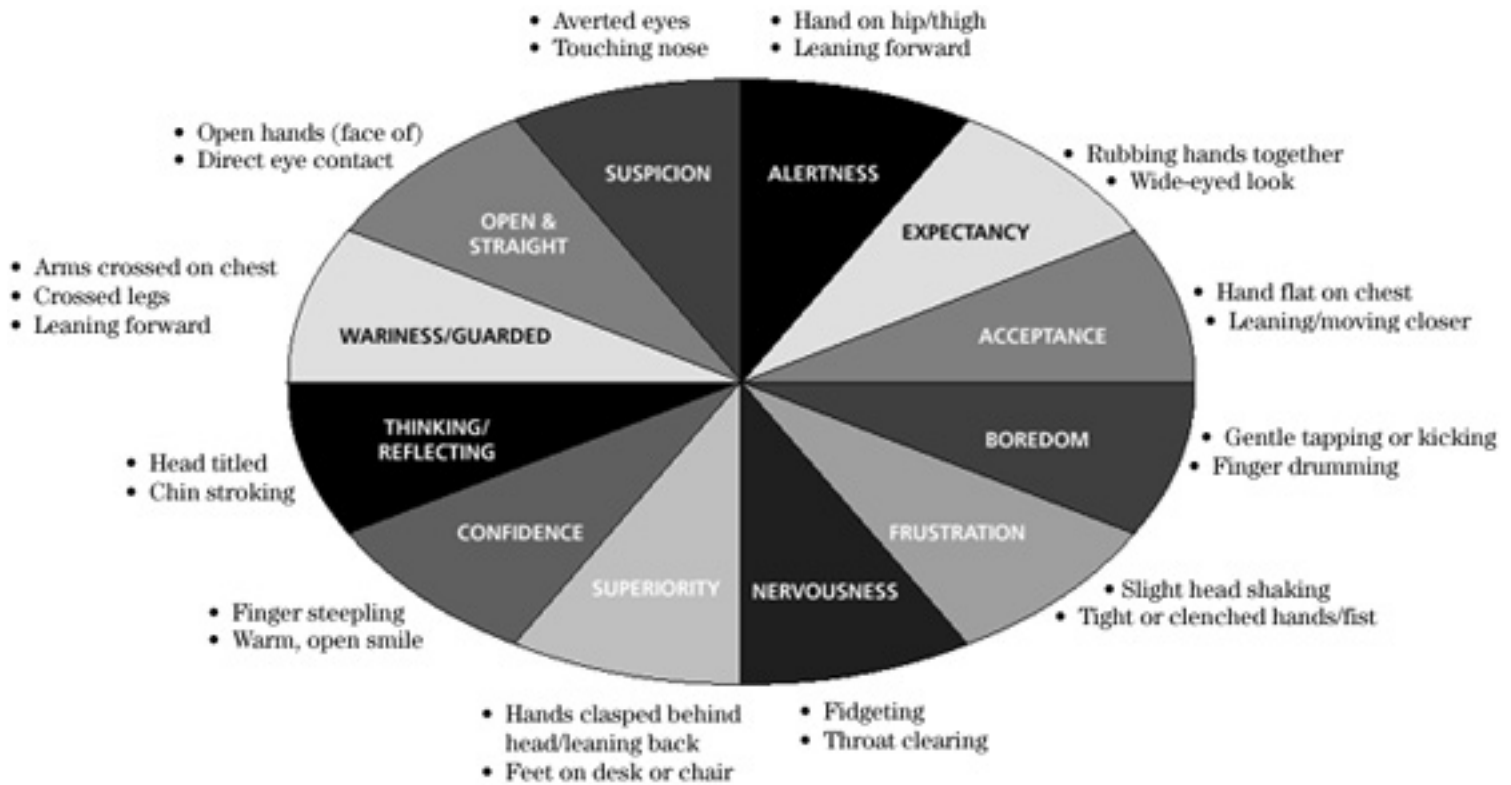 • Averted eyes
• Touching nose
• Hand on hip/thigh
• Leaning forward
• Open hands (face of)
• Direct eye contact
• Rubbing hands together
• Wide-eyed look
SUSPICION
ALERTNESS
OPEN &
STRAIGHT
EXPECTANCY
• Arms crossed on chest
• Crossed legs
• Leaning forward
• Hand flat on chest
• Leaning/moving closer
WARINESS/GUARDED
ACCEPTANCE
THINKING/
REFLECTING
BOREDOM
• Head titled
• Chin stroking
• Gentle tapping or kicking
• Finger drumming
CONFIDENCE
FRUSTRATION
SUPERIORITY
NERVOUSNESS
• Finger steepling
• Warm, open smile
• Slight head shaking
• Tight or clenched hands/fist
• Hands clasped behind
head/leaning back
• Feet on desk or chair
• Fidgeting
• Throat clearing